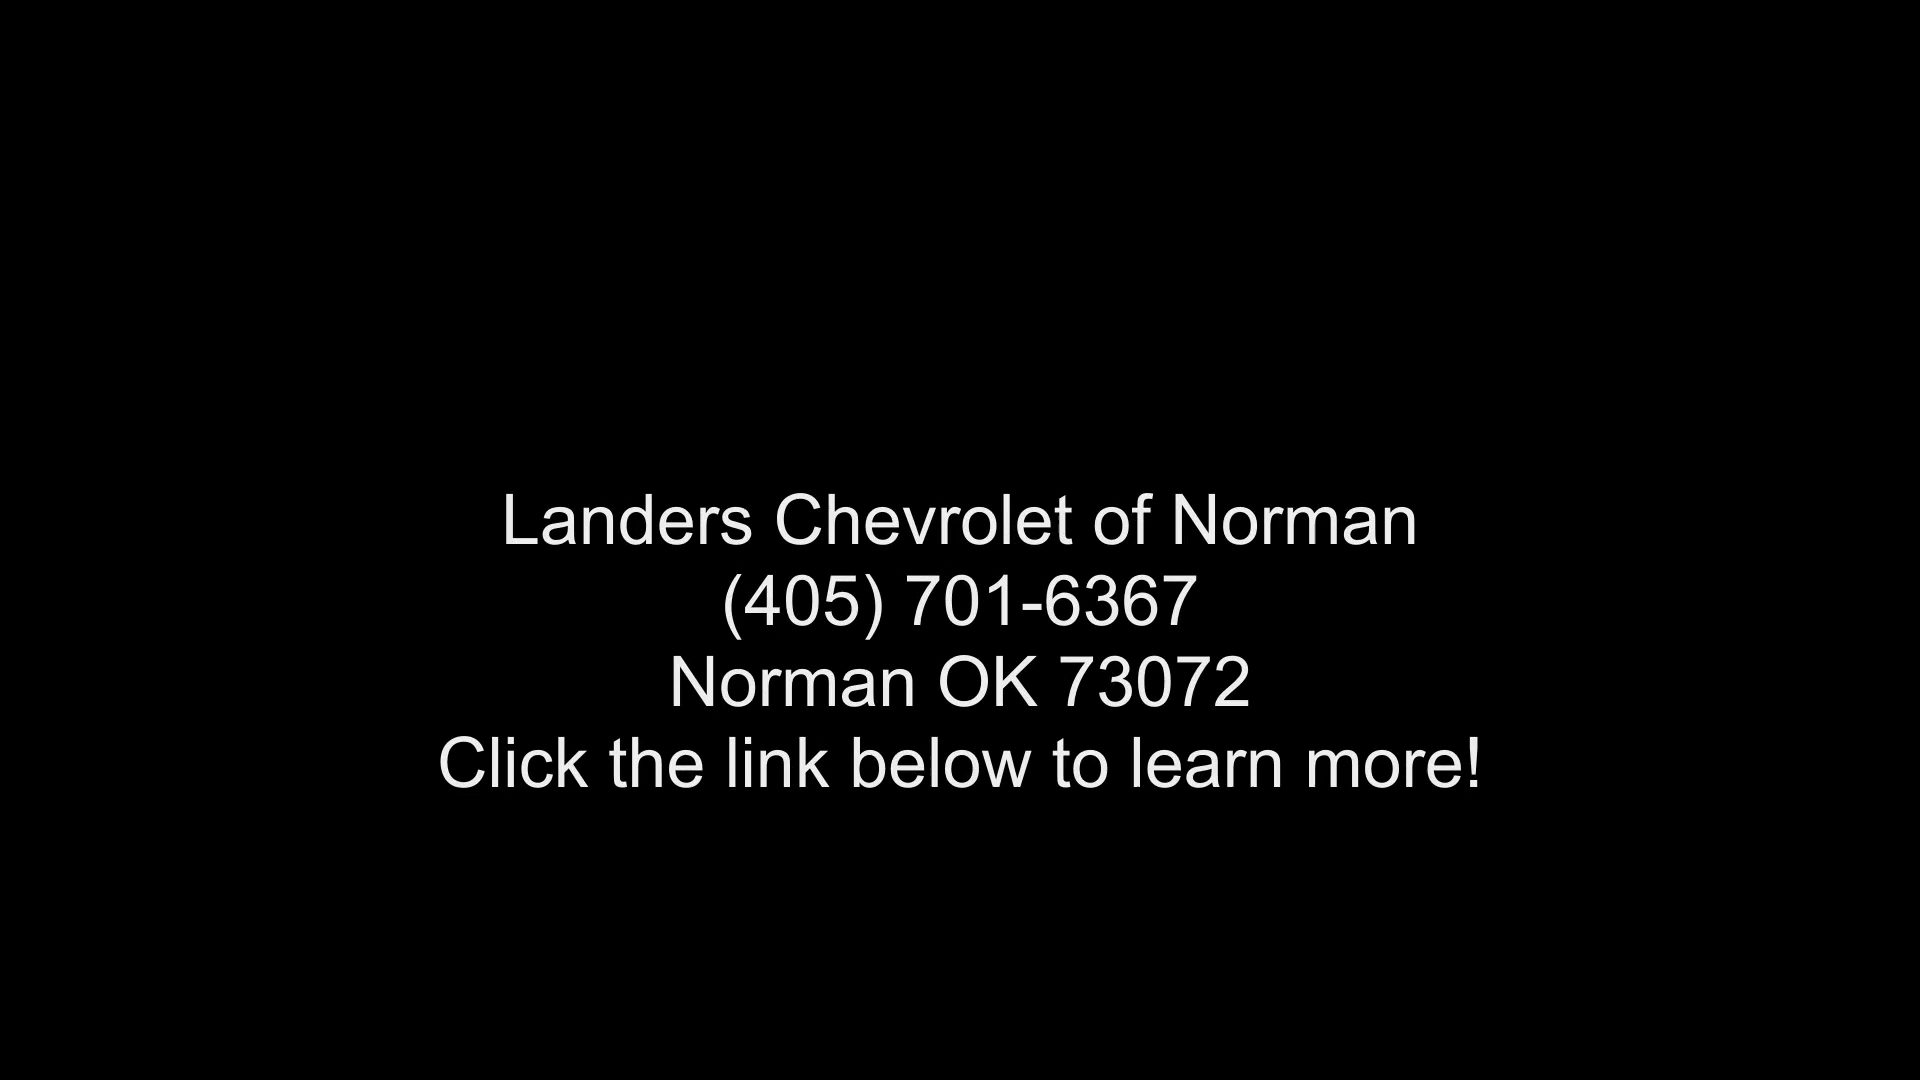 Landers Chevrolet of Norman
(405) 701-6367
Norman OK 73072
Click the link below to learn more!